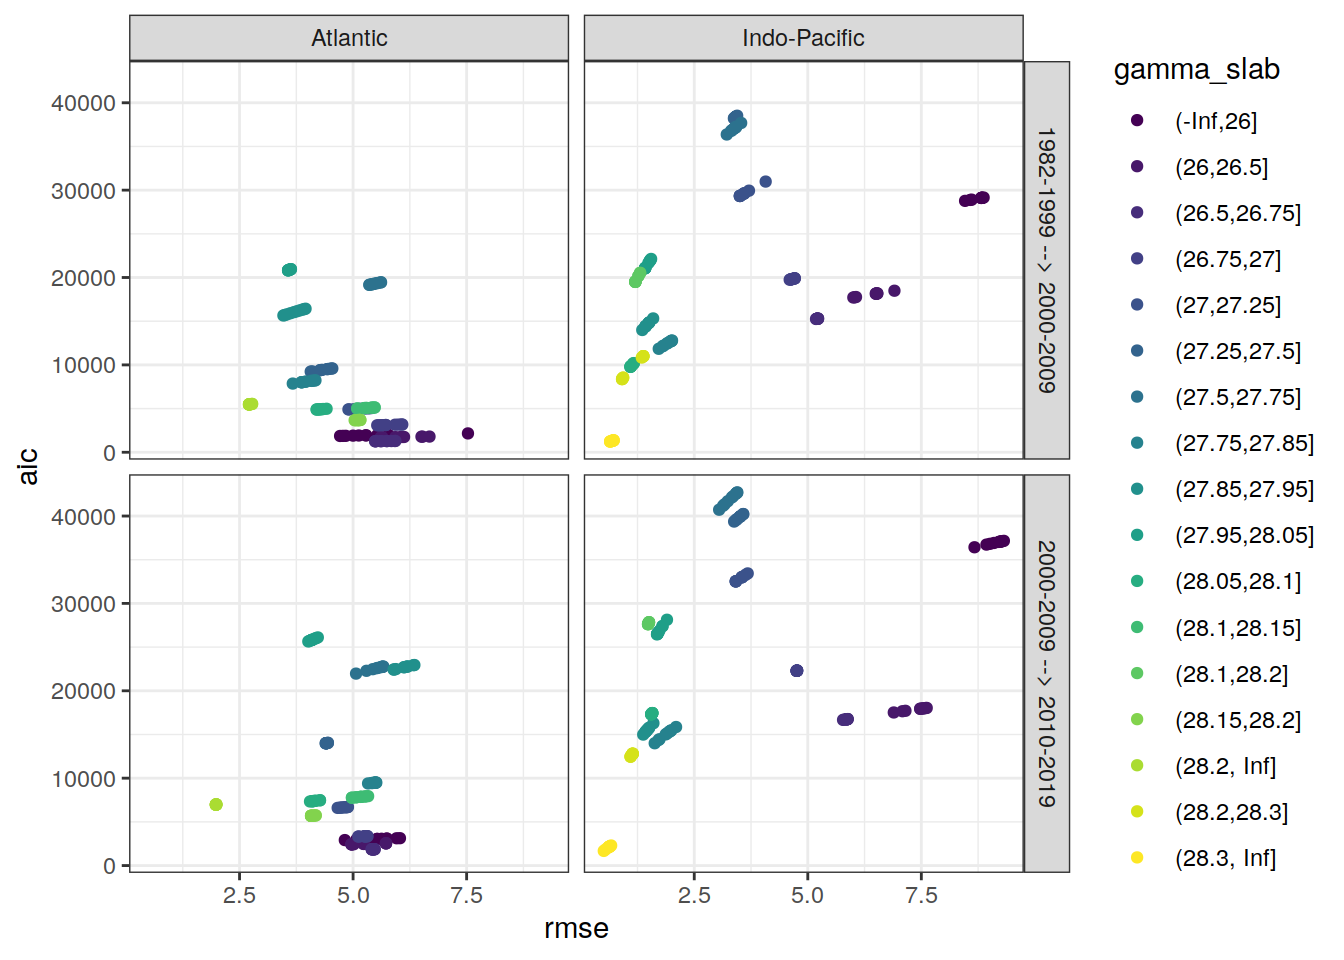 Atlantic
Indo-Pacific
aic
40000
30000
20000
10000
0
40000
30000
20000
10000
0
1982-1999 --> 2000-2009
2000-2009 --> 2010-2019
2.5 5.0 7.5
2.5 5.0 7.5
rmse
gamma_slab
(-Inf,26]
(26,26.5]
(26.5,26.75]
(26.75,27]
(27,27.25]
(27.25,27.5]
(27.5,27.75]
(27.75,27.85]
(27.85,27.95]
(27.95,28.05]
(28.05,28.1]
(28.1,28.15]
(28.1,28.2]
(28.15,28.2]
(28.2, Inf]
(28.2,28.3]
(28.3, Inf]